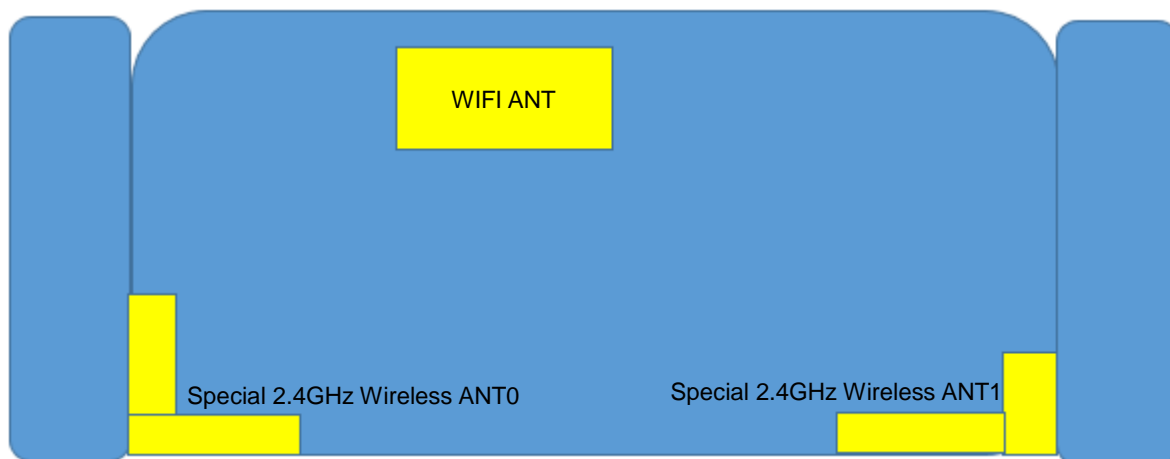 WIFI ANT
Special 2.4GHz Wireless ANT0
Special 2.4GHz Wireless ANT1